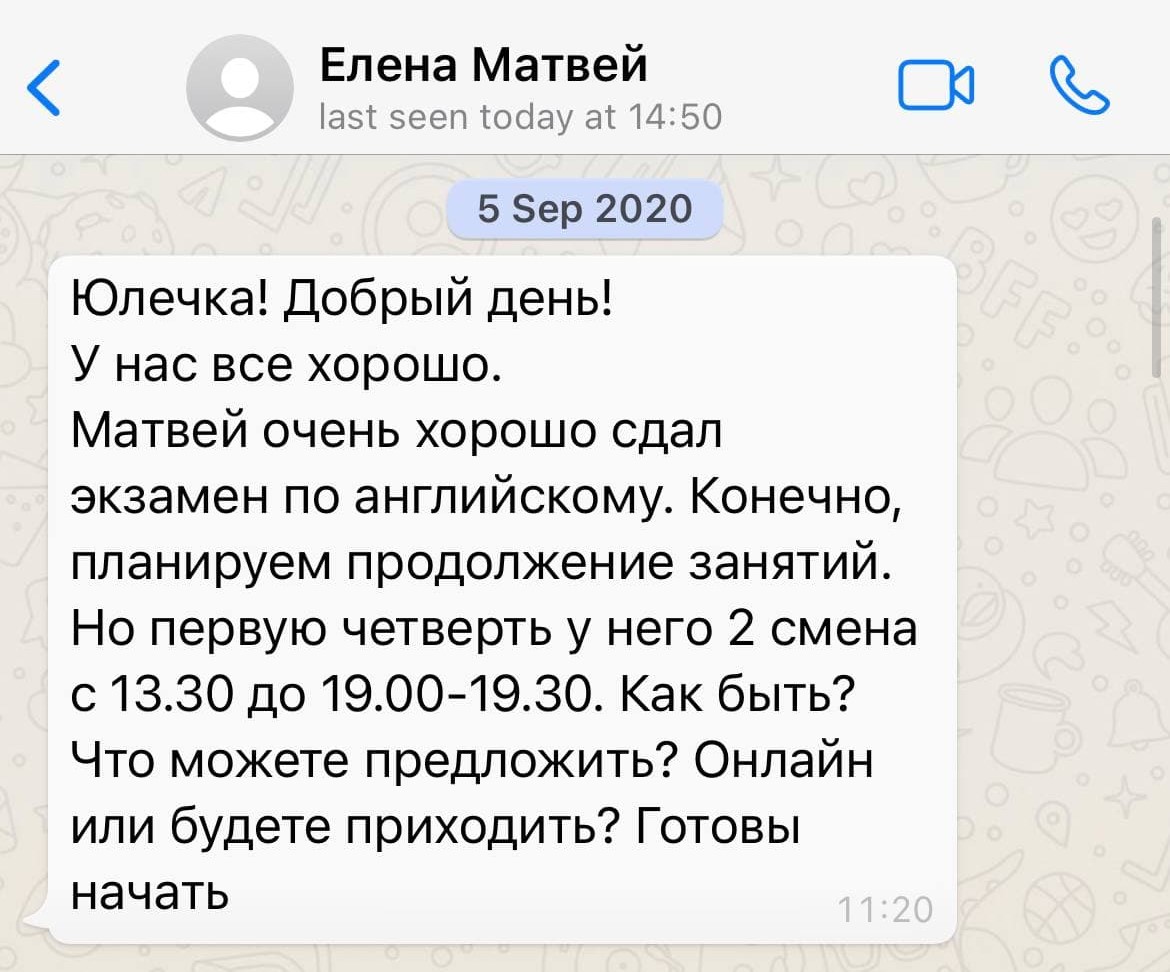 Елена Матвей
last seen today at 14:50
5 Sep 2020
Юлечка! Добрый день!
У нас все хорошо.
Матвей очень хорошо сдал
экзамен по английскому. Конечно,
планируем продолжение занятий.
Но первую четверть у него 2 смена
с 13.30 до 19.00-19.30. Как быть?
Что можете предложить? Онлайн
или будете приходить? Готовы
начать
11:20